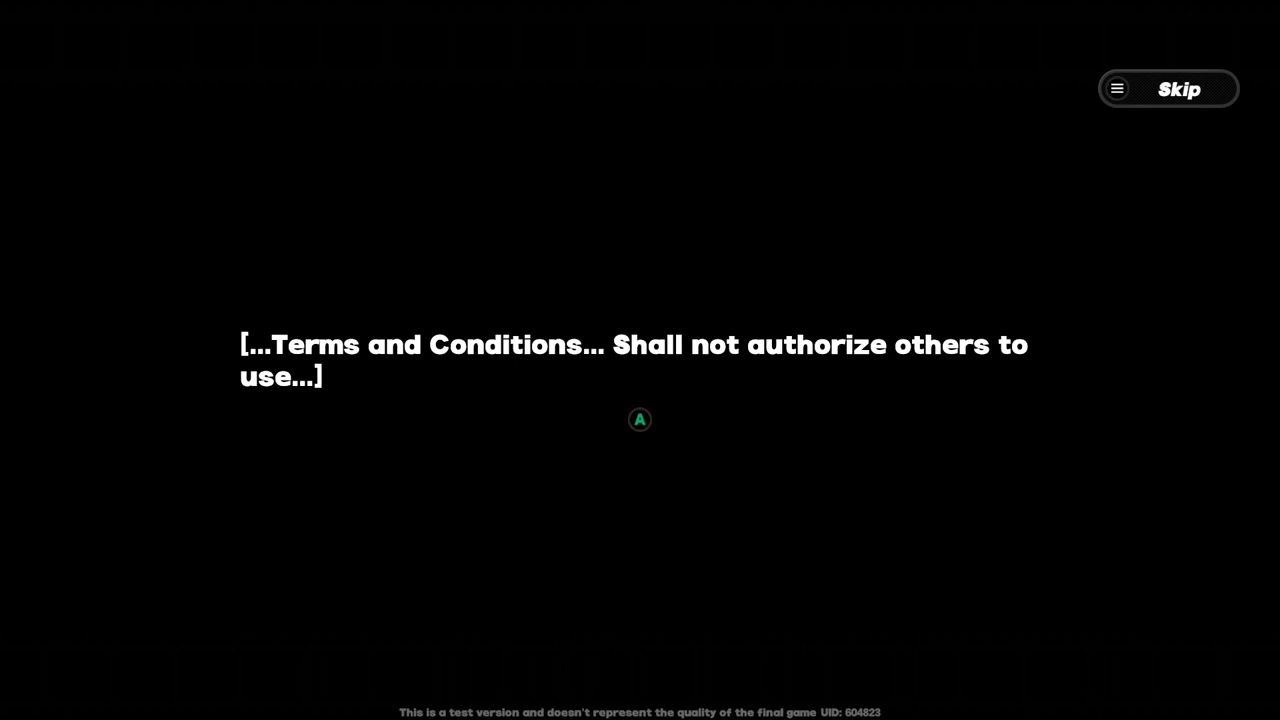 Skip
[...Terms and Conditions... Shall not authorize others to
use...]
A
This is a test version and doesn't represent the quality of the final game UID: 604823